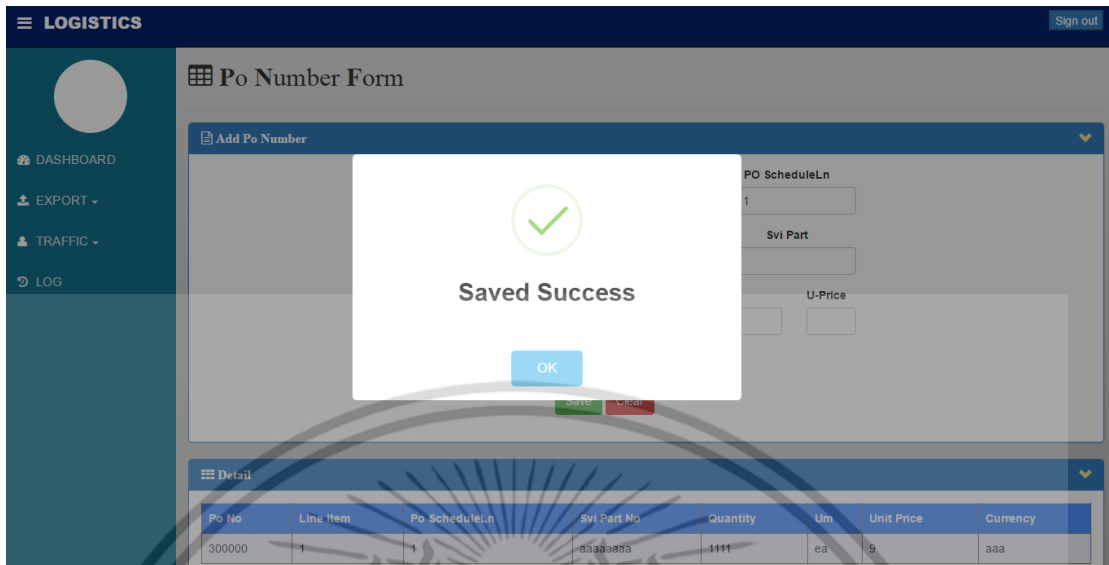 LOGISTICS
Sign out
Po Number Form
DASHBOARD
EXPORT
TRAFFIC
LOG
Add Po Number
PO ScheduleLn
1
Svi Part
U-Price
Saved Success
OK
Save Clear
Detail
Po No Line Item Po ScheduleLn Svi Part No Quantity Um Unit Price Currency
300000 1 1 aaaaaaaa 1111 ea 9 aaa